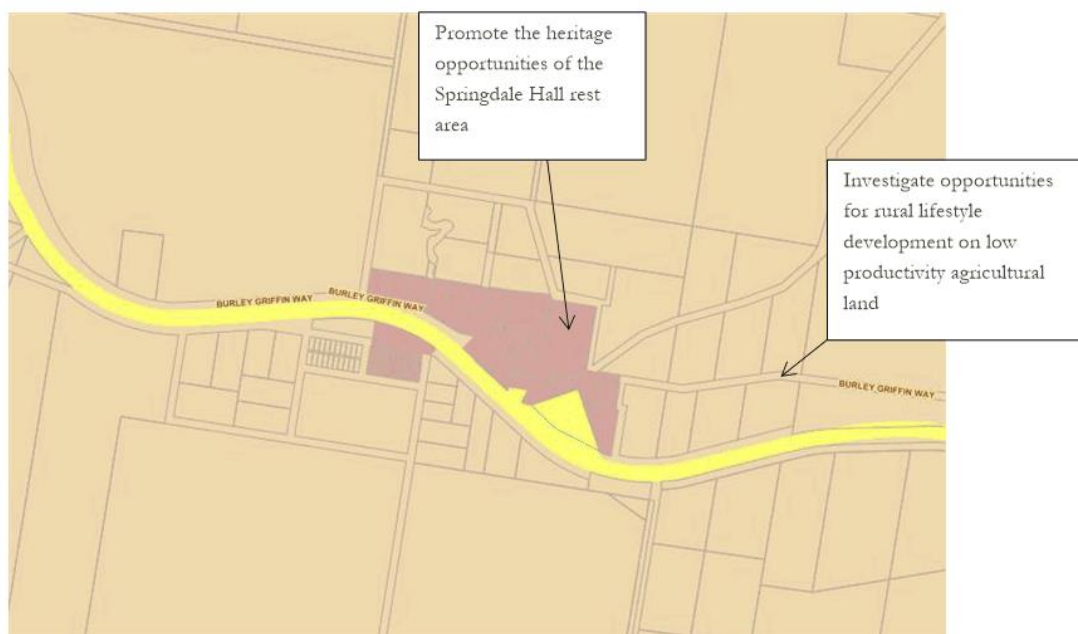 Promote the heritage
opportunities of the
Springdale Hall rest
area
Investigate opportunities
for rural lifestyle
development on low
productivity agricultural
land
BURLEY GRIFFIN WAY
BURLEY GRIFFIN WAY
BURLEY GRIFFIN WAY